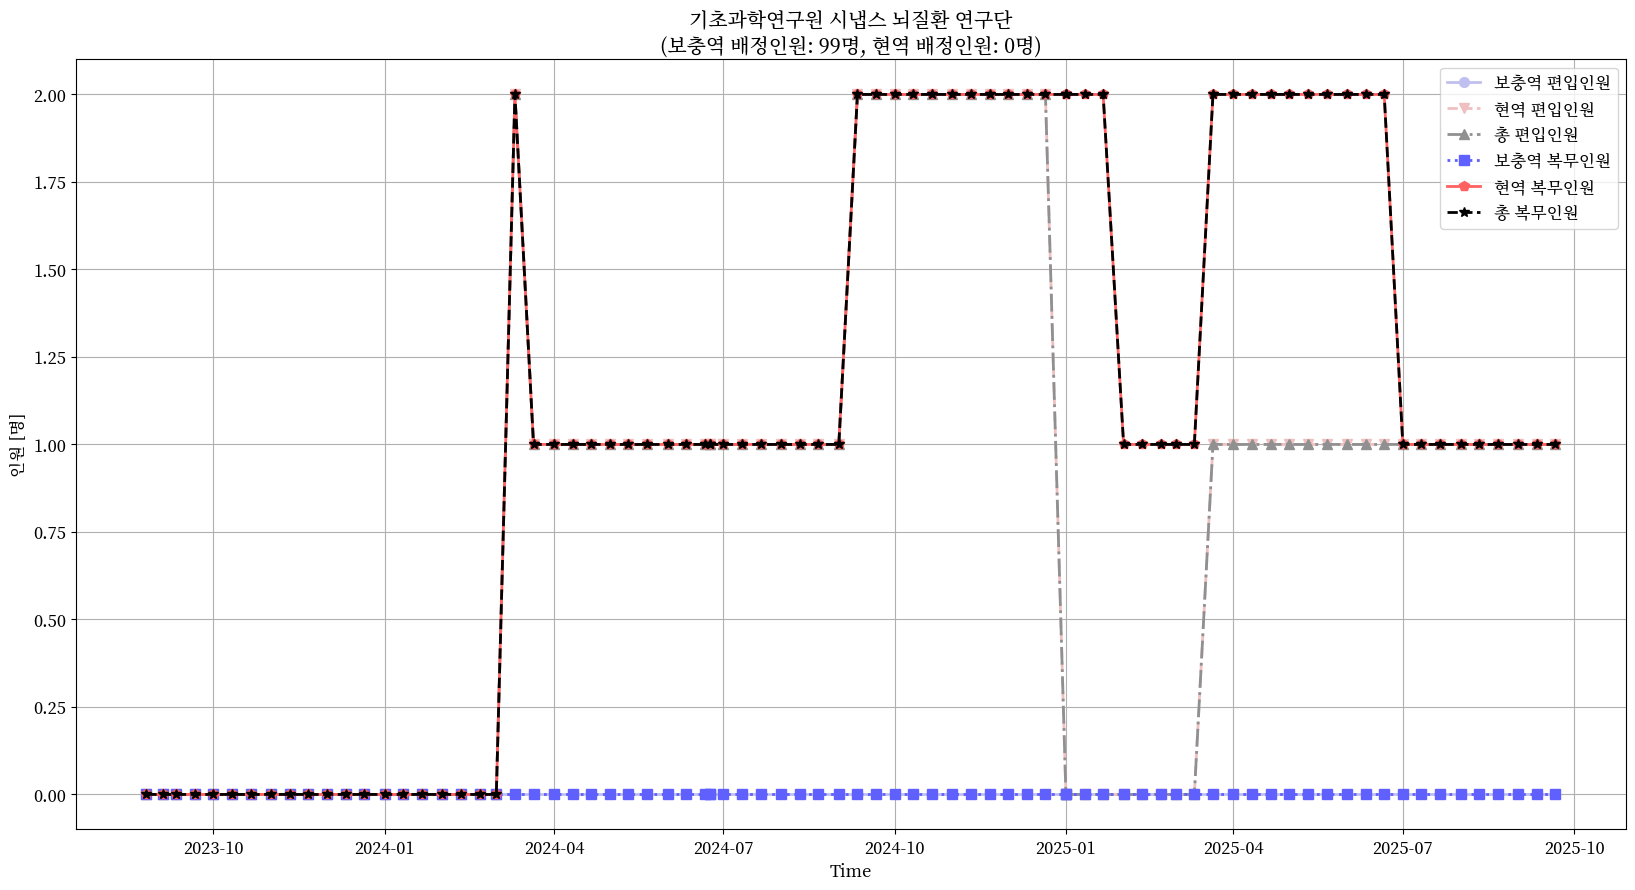 기초과학연구원 시냅스 뇌질환 연구단
(보충역 배정인원: 99명, 현역 배정인원: 0명)
보충역 편입인원
현역 편입인원
총 편입인원
보충역 복무인원
현역 복무인원
총 복무인원
인원 [명]
2.00
1.75
1.50
1.25
1.00
0.75
0.50
0.25
0.00
2023-10
2024-01
2024-04
2024-07
2024-10
2025-01
2025-04
2025-07
2025-10
Time